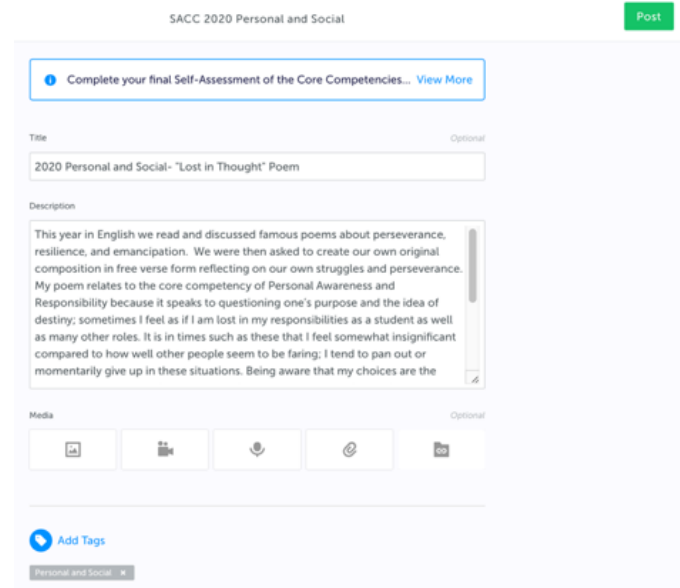 SACC 2020 Personal and Social
Post
Complete your final Self-Assessment of the Core Competencies... View More
Title
Optional
2020 Personal and Social- "Lost in Thought" Poem
Description
This year in English we read and discussed famous poems about perseverance,
resilience, and emancipation.  We were then asked to create our own original
composition in free verse form reflecting on our own struggles and perseverance.
My poem relates to the core competency of Personal Awareness and
Responsibility because it speaks to questioning one's purpose and the idea of
destiny; sometimes I feel as if I am lost in my responsibilities as a student as well
as many other roles. It is in times such as these that I feel somewhat insignificant
compared to how well other people seem to be faring; I tend to pan out or
momentarily give up in these situations. Being aware that my choices are the
Media
Optional
Add Tags
Personal and Social ×